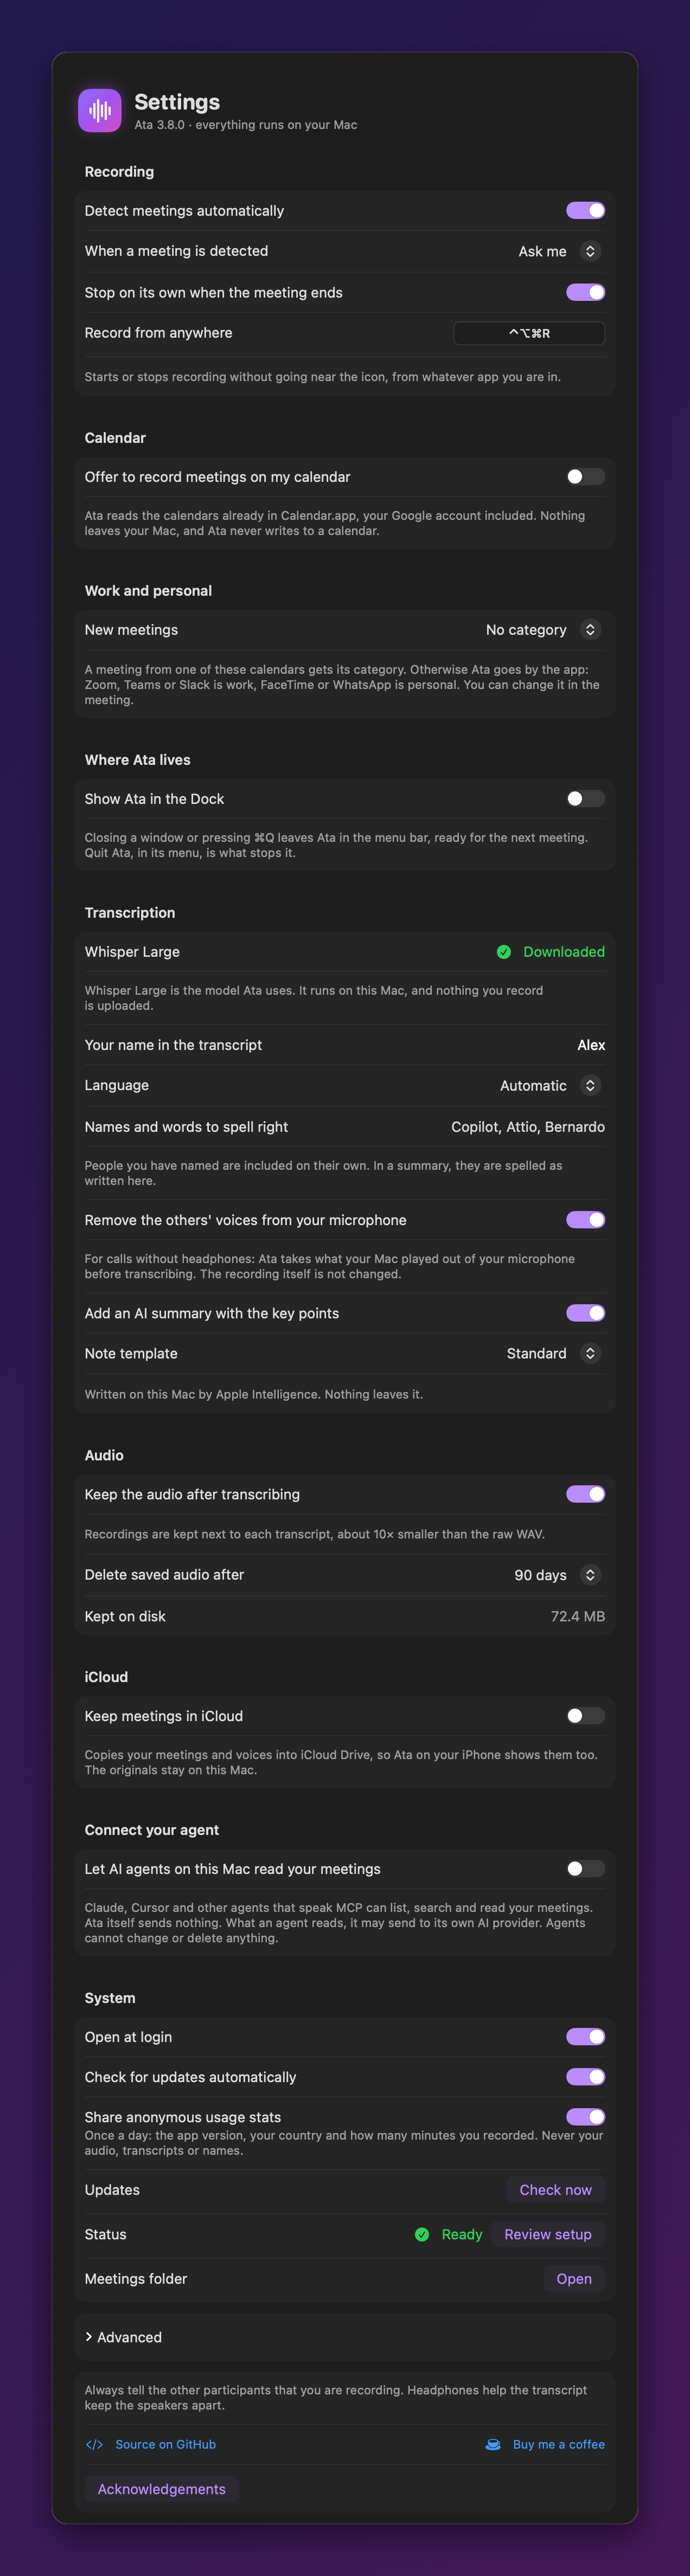 Settings
Ata 3.8.0 · everything runs on your Mac
Recording
Detect meetings automatically
When a meeting is detected Ask me
Stop on its own when the meeting ends
Record from anywhere ^⌥⌘R
Starts or stops recording without going near the icon, from whatever app you are in.
Calendar
Offer to record meetings on my calendar
Ata reads the calendars already in Calendar.app, your Google account included. Nothing
leaves your Mac, and Ata never writes to a calendar.
Work and personal
New meetings No category
A meeting from one of these calendars gets its category. Otherwise Ata goes by the app:
Zoom, Teams or Slack is work, FaceTime or WhatsApp is personal. You can change it in the
meeting.
Where Ata lives
Show Ata in the Dock
Closing a window or pressing ⌘Q leaves Ata in the menu bar, ready for the next meeting.
Quit Ata, in its menu, is what stops it.
Transcription
Whisper Large Downloaded
Whisper Large is the model Ata uses. It runs on this Mac, and nothing you record
is uploaded.
Your name in the transcript Alex
Language Automatic
Names and words to spell right Copilot, Attio, Bernardo
People you have named are included on their own. In a summary, they are spelled as
written here.
Remove the others' voices from your microphone
For calls without headphones: Ata takes what your Mac played out of your microphone
before transcribing. The recording itself is not changed.
Add an AI summary with the key points
Note template Standard
Written on this Mac by Apple Intelligence. Nothing leaves it.
Audio
Keep the audio after transcribing
Recordings are kept next to each transcript, about 10× smaller than the raw WAV.
Delete saved audio after 90 days
Kept on disk 72.4 MB
iCloud
Keep meetings in iCloud
Copies your meetings and voices into iCloud Drive, so Ata on your iPhone shows them too.
The originals stay on this Mac.
Connect your agent
Let AI agents on this Mac read your meetings
Claude, Cursor and other agents that speak MCP can list, search and read your meetings.
Ata itself sends nothing. What an agent reads, it may send to its own AI provider. Agents
cannot change or delete anything.
System
Open at login
Check for updates automatically
Share anonymous usage stats
Once a day: the app version, your country and how many minutes you recorded. Never your
audio, transcripts or names.
Updates Check now
Status Ready Review setup
Meetings folder Open
Advanced
Always tell the other participants that you are recording. Headphones help the transcript
keep the speakers apart.
Source on GitHub Buy me a coffee
Acknowledgements